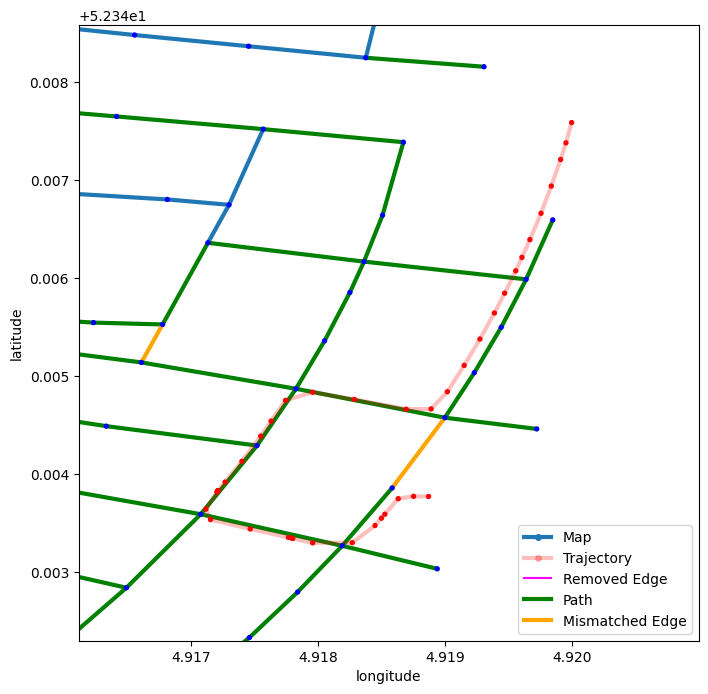 +5.234e1
0.008
0.007
0.006
0.005
0.004
0.003
latitude
4.917 4.918 4.919 4.920
longitude
Map
Trajectory
Removed Edge
Path
Mismatched Edge